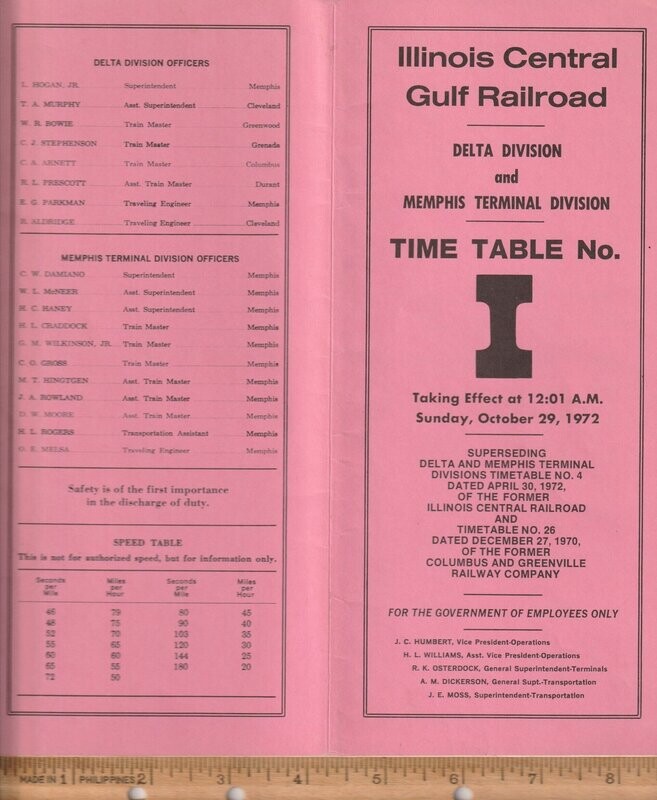 DELTA DIVISION OFFICERS
L. HOGAN, JR. Superintendent Memphis
T. A. MURPHY Asst. Superintendent Cleveland
W. R. BOWIE Train Master Greenwood
C. J. STEPHENSON Train Master Grenada
C. A. ARNETT Train Master Columbus
R. L. PRESCOTT Asst. Train Master Durant
E. G. PARKMAN Traveling Engineer Memphis
R. ALDRIDGE Traveling Engineer Cleveland
MEMPHIS TERMINAL DIVISION OFFICERS
C. W. DAMIANO Superintendent Memphis
W. L. McNEER Asst. Superintendent Memphis
H. C. HANEY Asst. Superintendent Memphis
H. L. CRADDOCK Train Master Memphis
G. M. WILKINSON, JR. Train Master Memphis
C. O. GROSS Train Master Memphis
M. T. HINGTGEN Asst. Train Master Memphis
J. A. ROWLAND Asst. Train Master Memphis
D. W. MOORE Asst. Train Master Memphis
H. L. ROGERS Transportation Assistant Memphis
O. E. MELSA Traveling Engineer Memphis
Safety is of the first importance
in the discharge of duty.
SPEED TABLE
This is not for authorized speed, but for information only.
Seconds per Mile Miles per Hour Seconds per Mile Miles per Hour
46 79 80 45
48 75 90 40
52 70 103 35
55 65 120 30
60 60 144 25
65 55 180 20
72 50
Illinois Central
Gulf Railroad
DELTA DIVISION
and
MEMPHIS TERMINAL DIVISION
TIME TABLE No.
I
Taking Effect at 12:01 A.M.
Sunday, October 29, 1972
SUPERSEDING
DELTA AND MEMPHIS TERMINAL
DIVISIONS TIMETABLE NO. 4
DATED APRIL 30, 1972,
OF THE FORMER
ILLINOIS CENTRAL RAILROAD
AND
TIMETABLE NO. 26
DATED DECEMBER 27, 1970,
OF THE FORMER
COLUMBUS AND GREENVILLE
RAILWAY COMPANY
FOR THE GOVERNMENT OF EMPLOYEES ONLY
J. C. HUMBERT, Vice President-Operations
H. L. WILLIAMS, Asst. Vice President-Operations
R. K. OSTERDOCK, General Superintendent-Terminals
A. M. DICKERSON, General Supt.-Transportation
J. E. MOSS, Superintendent-Transportation
MADE IN 1 PHILIPPINES 2 3 4 5 6 7 8